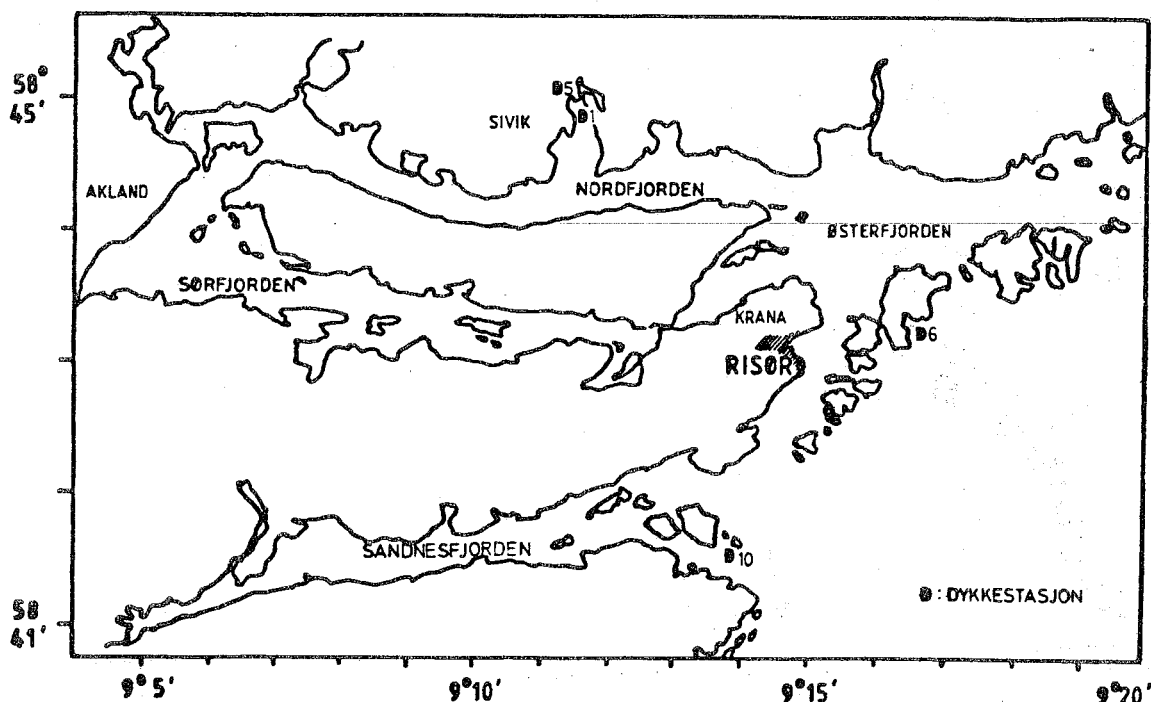 58°
45'
SIVIK
D5
D1
AKLAND
NORDFJORDEN
ØSTERFJORDEN
SØRFJORDEN
KRANA
D6
RISØR
SANDNESFJORDEN
D10
D: DYKKESTASJON
58
41'
9° 5'
9° 10'
9° 15'
9° 20'